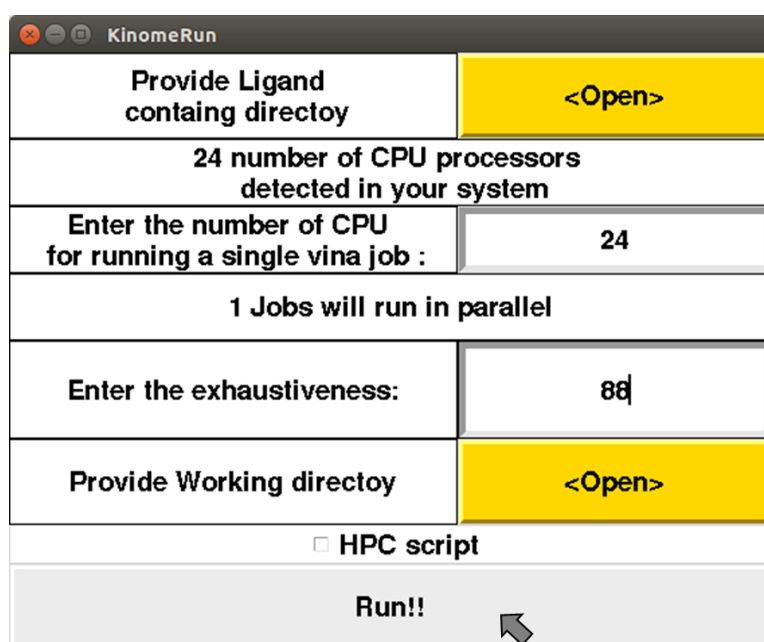 KinomeRun
Provide Ligand
containg directoy
<Open>
24 number of CPU processors
detected in your system
Enter the number of CPU
for running a single vina job :
24
1 Jobs will run in parallel
Enter the exhaustiveness:
88
Provide Working directoy
<Open>
HPC script
Run!!